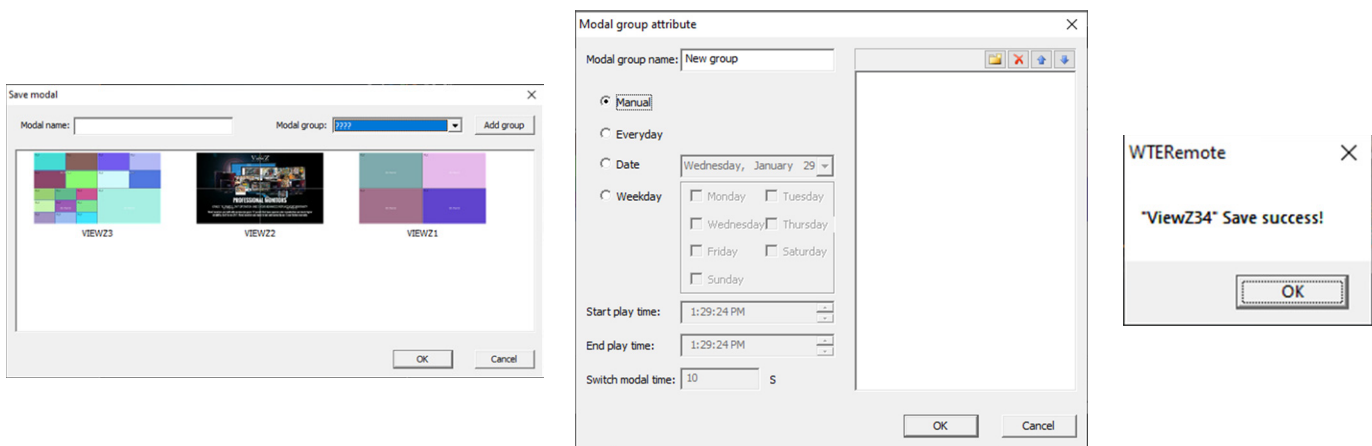 Save modal
Modal name:
Modal group: ????
Add group
ViewZ
PROFESSIONAL MONITORS
VIEWZ3
VIEWZ2
VIEWZ1
OK
Cancel
Modal group attribute
Modal group name: New group
Manual
Everyday
Date
Wednesday, January 29
Weekday
Monday Tuesday
Wednesday Thursday
Friday Saturday
Sunday
Start play time: 1:29:24 PM
End play time: 1:29:24 PM
Switch modal time: 10 S
OK
Cancel
WTERemote
"ViewZ34" Save success!
OK